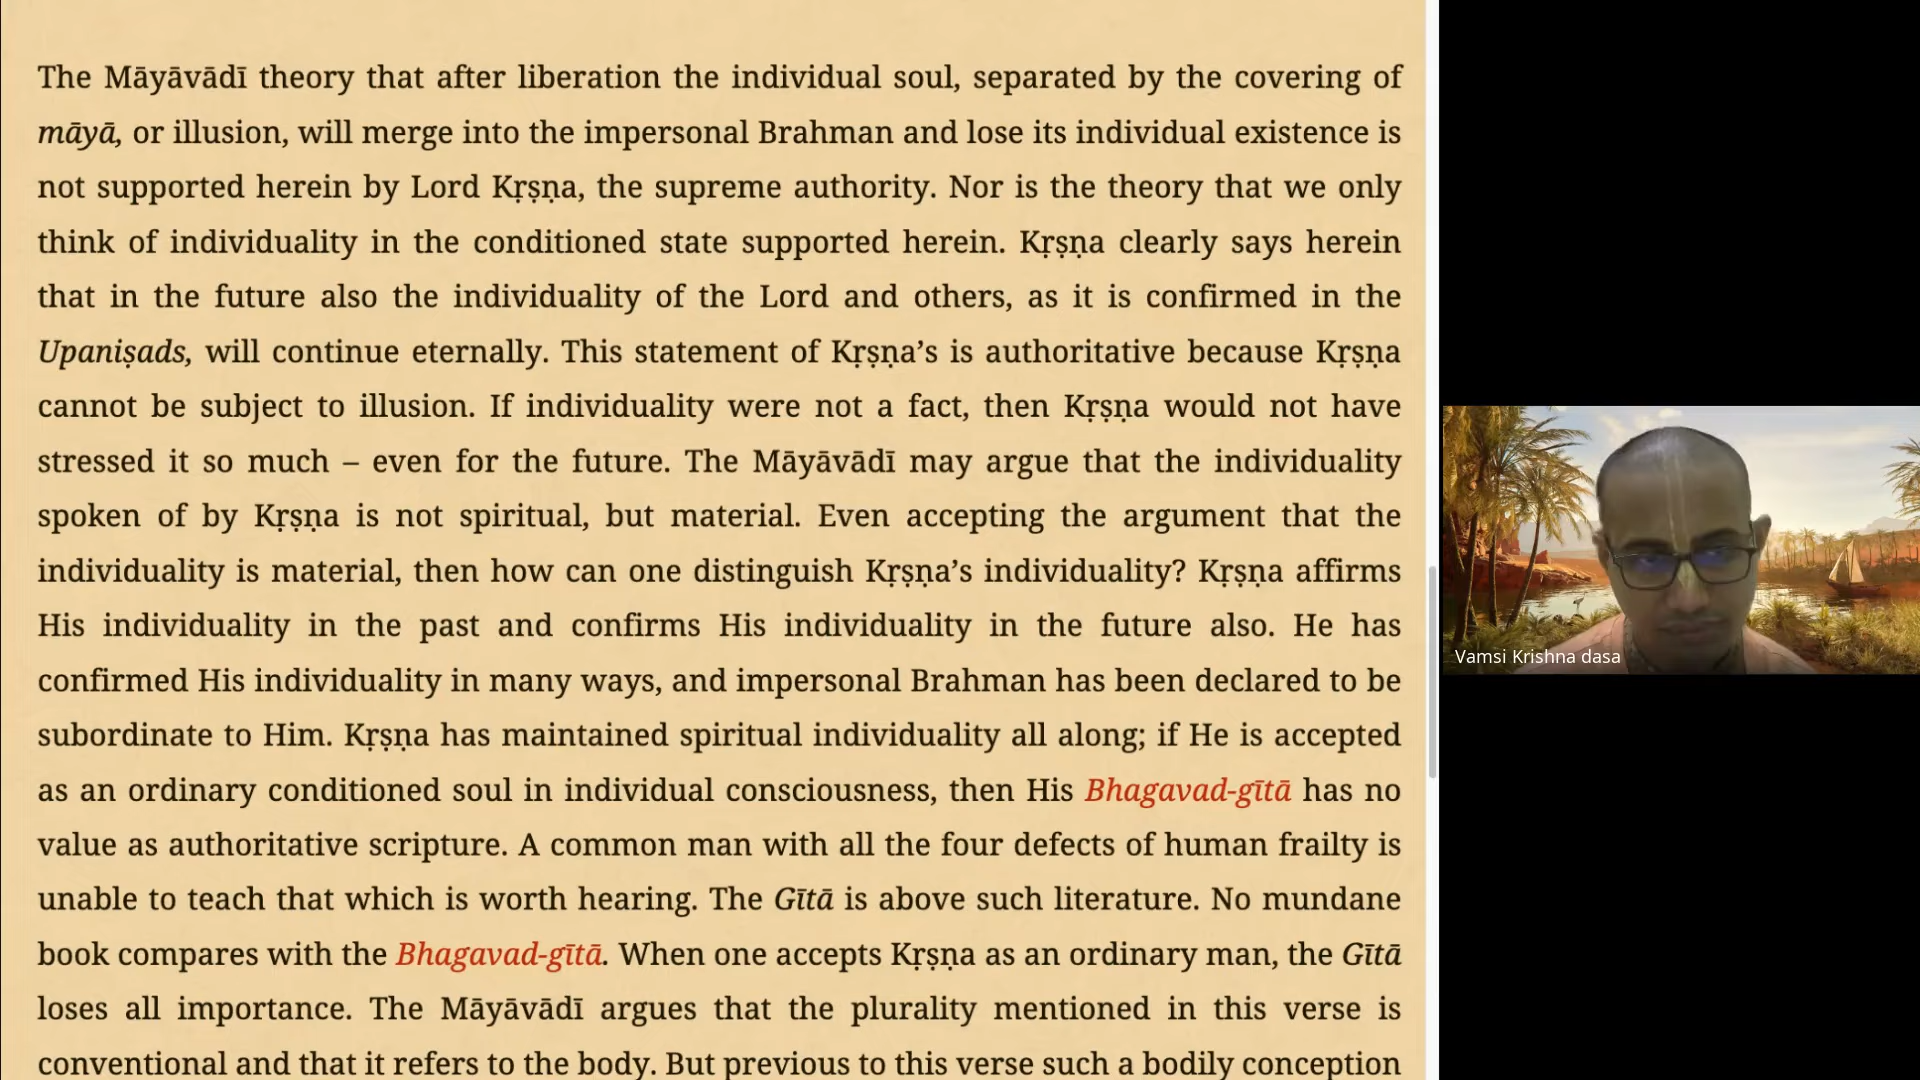 The Māyāvādī theory that after liberation the individual soul, separated by the covering of
māyā, or illusion, will merge into the impersonal Brahman and lose its individual existence is
not supported herein by Lord Kṛṣṇa, the supreme authority. Nor is the theory that we only
think of individuality in the conditioned state supported herein. Kṛṣṇa clearly says herein
that in the future also the individuality of the Lord and others, as it is confirmed in the
Upaniṣads, will continue eternally. This statement of Kṛṣṇa’s is authoritative because Kṛṣṇa
cannot be subject to illusion. If individuality were not a fact, then Kṛṣṇa would not have
stressed it so much – even for the future. The Māyāvādī may argue that the individuality
spoken of by Kṛṣṇa is not spiritual, but material. Even accepting the argument that the
individuality is material, then how can one distinguish Kṛṣṇa’s individuality? Kṛṣṇa affirms
His individuality in the past and confirms His individuality in the future also. He has
confirmed His individuality in many ways, and impersonal Brahman has been declared to be
subordinate to Him. Kṛṣṇa has maintained spiritual individuality all along; if He is accepted
as an ordinary conditioned soul in individual consciousness, then His Bhagavad-gītā has no
value as authoritative scripture. A common man with all the four defects of human frailty is
unable to teach that which is worth hearing. The Gītā is above such literature. No mundane
book compares with the Bhagavad-gītā. When one accepts Kṛṣṇa as an ordinary man, the Gītā
loses all importance. The Māyāvādī argues that the plurality mentioned in this verse is
conventional and that it refers to the body. But previous to this verse such a bodily conception
Vamsi Krishna dasa